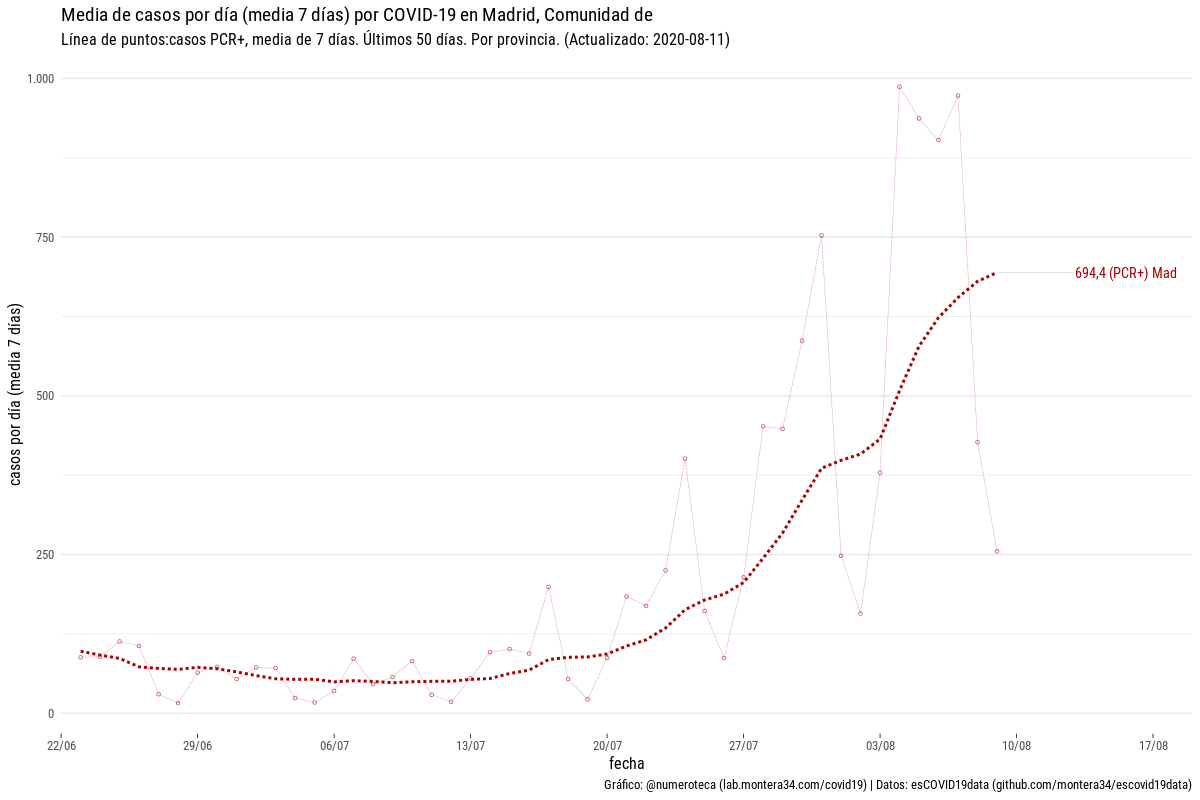 Media de casos por día (media 7 días) por COVID-19 en Madrid, Comunidad de
Línea de puntos:casos PCR+, media de 7 días. Últimos 50 días. Por provincia. (Actualizado: 2020-08-11)
casos por día (media 7 días)
1.000
750
500
250
0
694,4 (PCR+) Mad
22/06
29/06
06/07
13/07
20/07
27/07
03/08
10/08
17/08
fecha
Gráfico: @numeroteca (lab.montera34.com/covid19) | Datos: esCOVID19data (github.com/montera34/escovid19data)